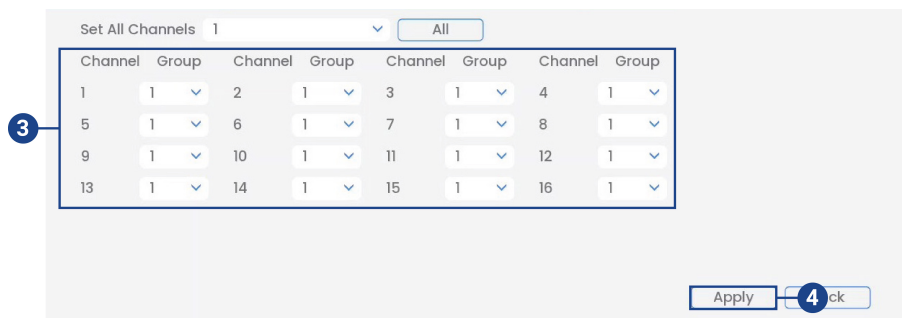 Set All Channels 1 All
Channel Group Channel Group Channel Group Channel Group
1 1 2 1 3 1 4 1
5 1 6 1 7 1 8 1
9 1 10 1 11 1 12 1
13 1 14 1 15 1 16 1
3
Apply 4 ck